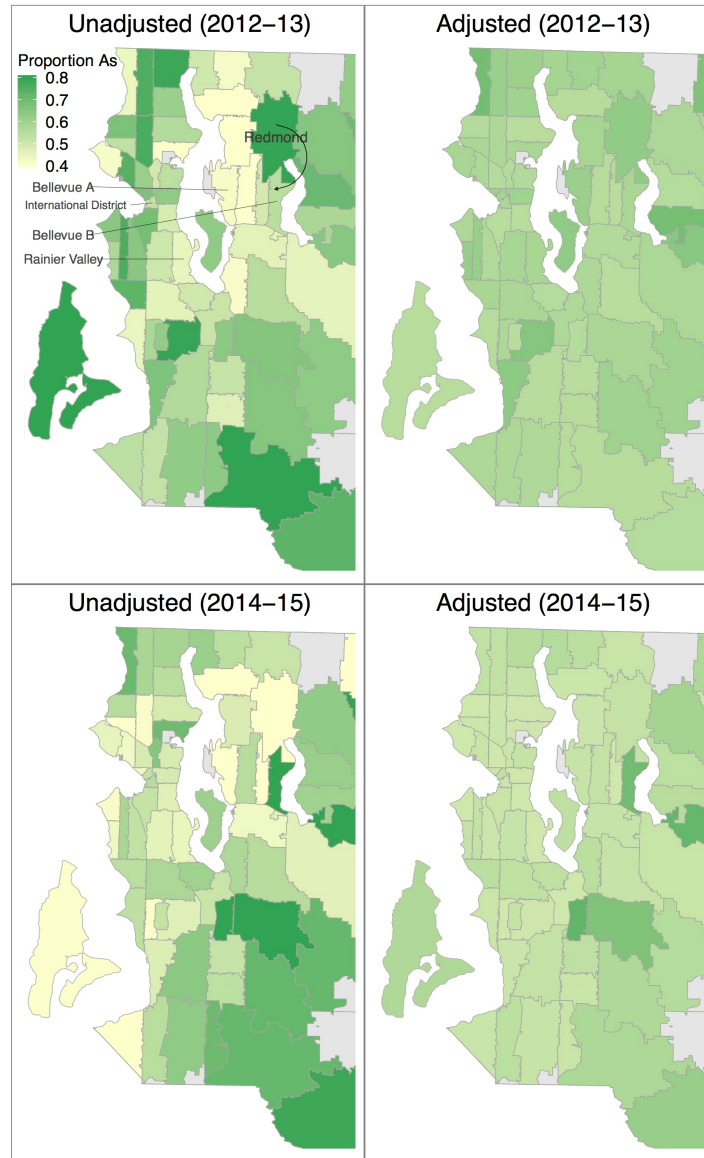 Unadjusted (2012–13)
Adjusted (2012–13)
Proportion As
0.8
0.7
0.6
0.5
0.4
Redmond
Bellevue A
International District
Bellevue B
Rainier Valley
Unadjusted (2014–15)
Adjusted (2014–15)